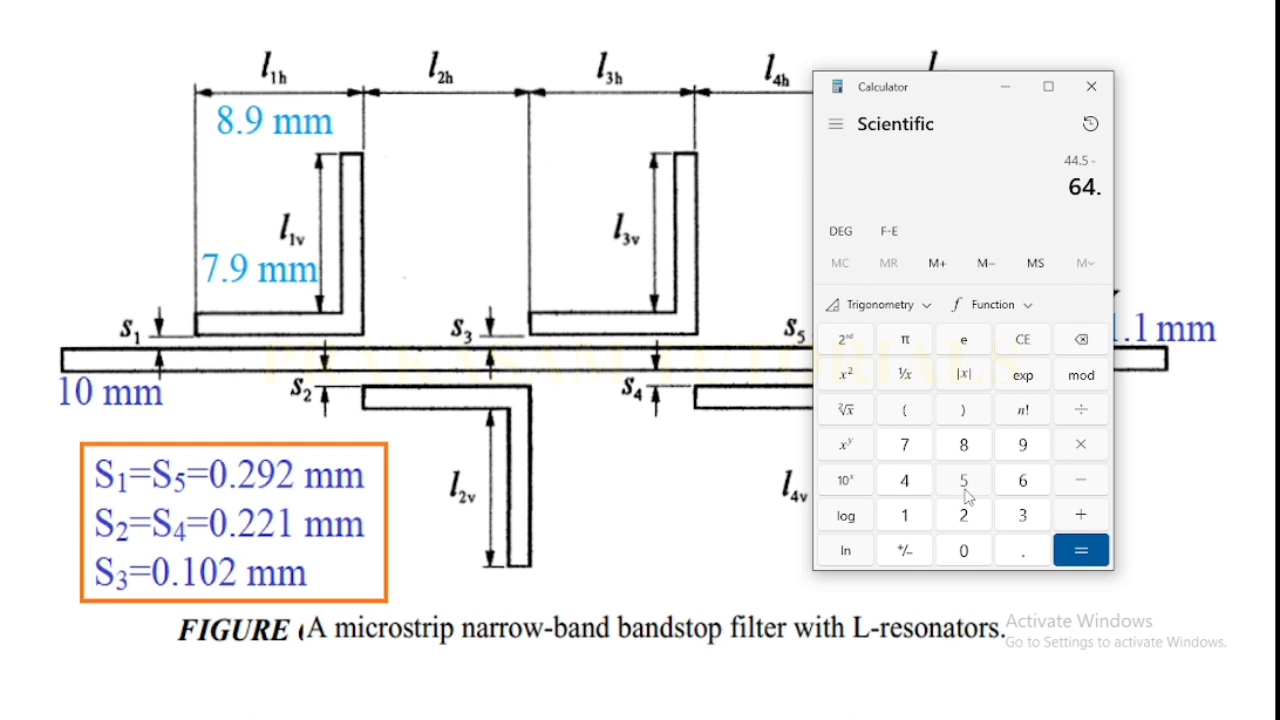 l1h
l2h
l3h
l4h
8.9 mm
l1v
7.9 mm
l3v
S1
S3
S5
.1 mm
PRAKASAM TUTORIALS
10 mm
S2
S4
l2v
l4v
S1=S5=0.292 mm
S2=S4=0.221 mm
S3=0.102 mm
FIGURE (A microstrip narrow-band bandstop filter with L-resonators.
Calculator
Scientific
44.5 -
64.
DEG F-E
MC MR M+ M− MS M˅
Trigonometry f Function
2nd π e CE
x² ¹/x |x| exp mod
²√x ( ) n! ÷
xʸ 7 8 9 ×
10ˣ 4 5 6 −
log 1 2 3 +
ln +/− 0 . =
Activate Windows
Go to Settings to activate Windows.